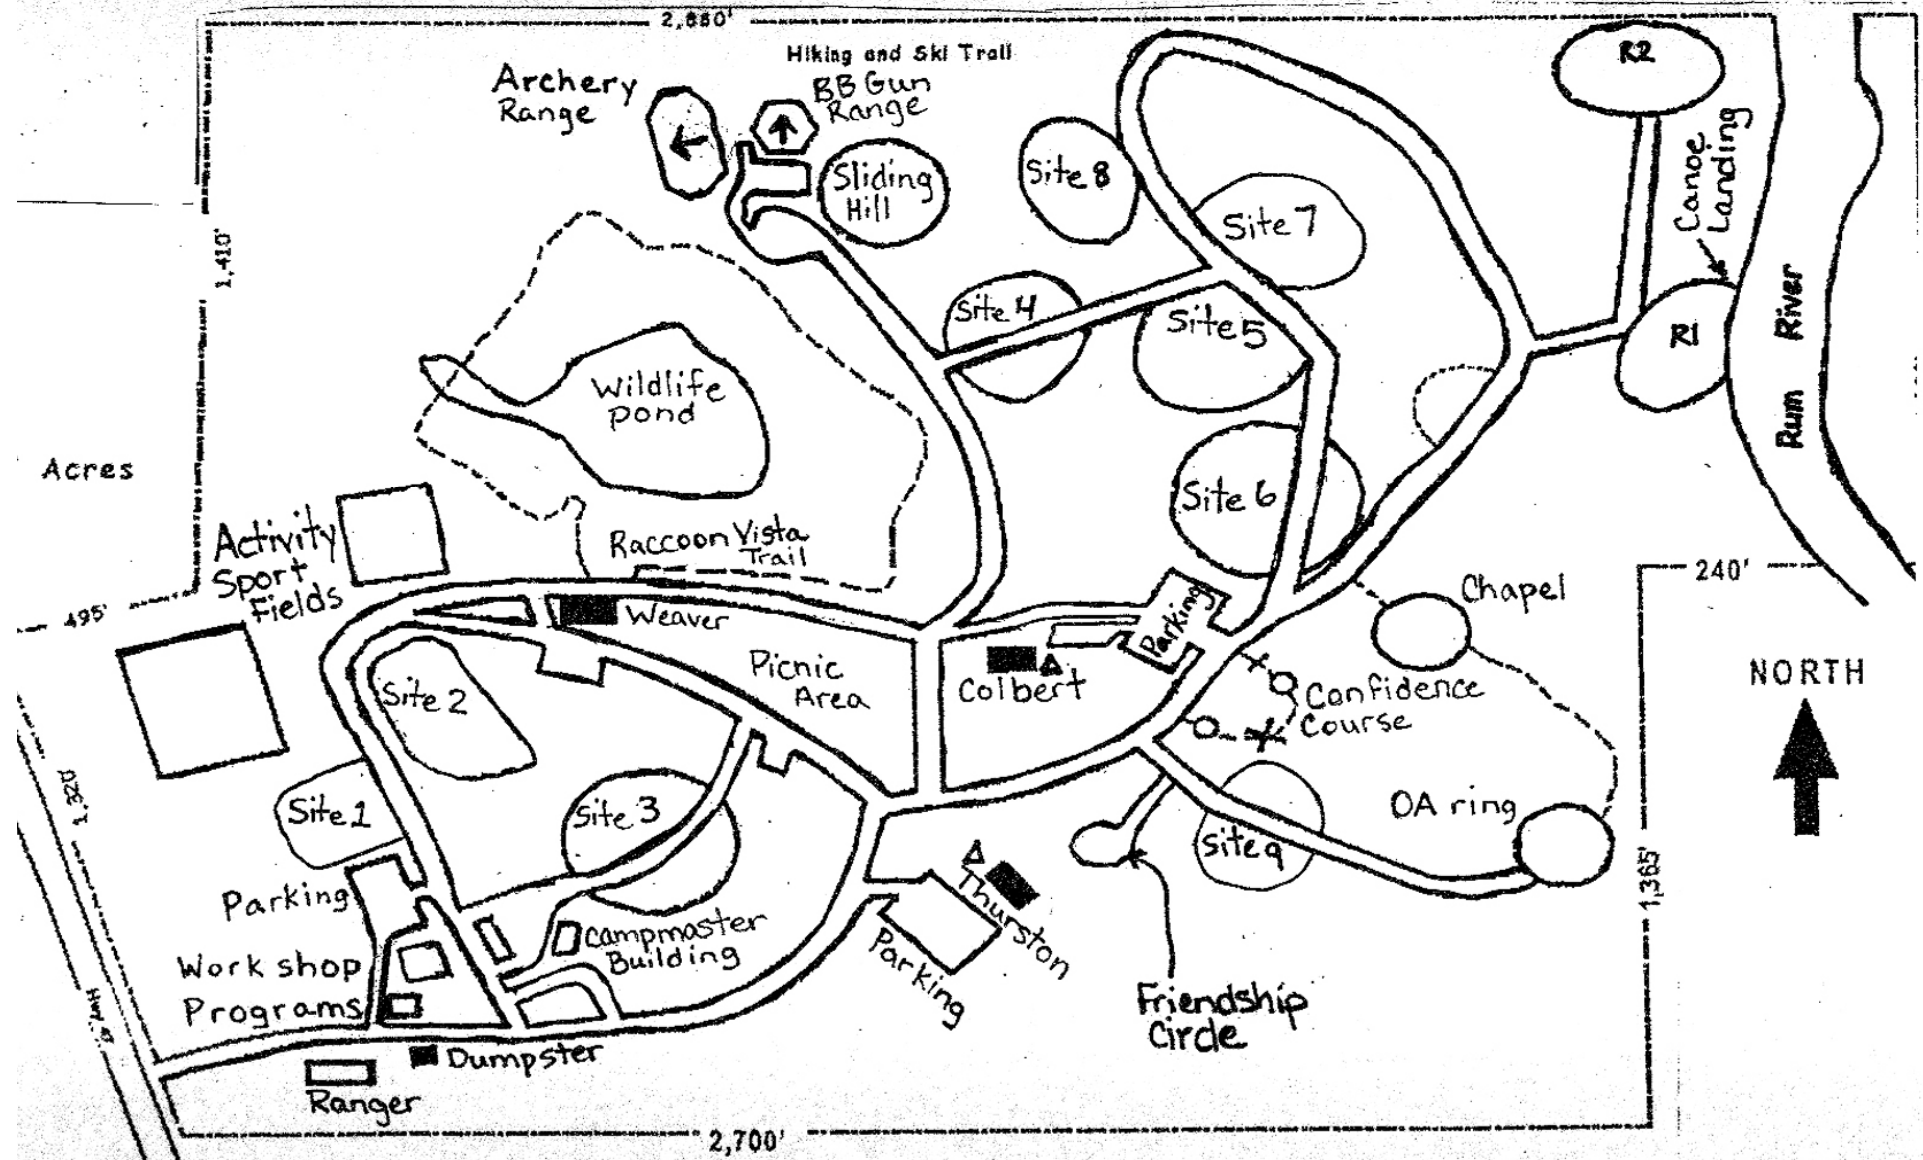 2,680'
Hiking and Ski Trail
Archery
Range
BB Gun
Range
Sliding
Hill
Site 8
Site 7
R2
Canoe
Landing
1,410'
Site 4
Site 5
R1
Rum River
Wildlife
pond
Acres
Site 6
Activity
Sport
Fields
Raccoon Vista
Trail
240'
495'
Weaver
Parking
Chapel
Picnic
Area
Colbert
Confidence
Course
NORTH
Site 2
Site 1
Site 3
OA ring
Site 9
1,320'
1,365'
Thurston
Parking
Parking
Campmaster
Building
Work shop
Programs
Friendship
Circle
Dumpster
Ranger
2,700'